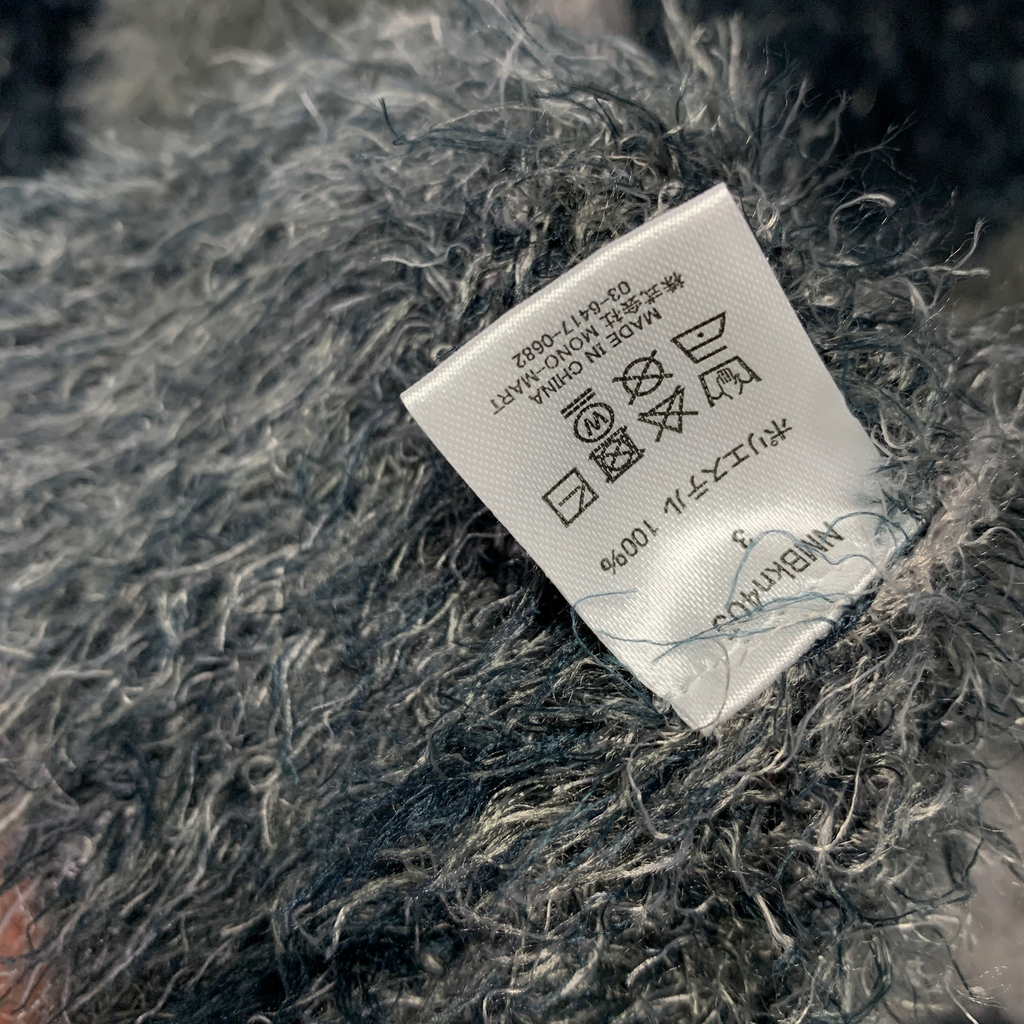 3
ポリエステル 100%
MADE IN CHINA
株式会社 MONO-MART
03-6417-0682